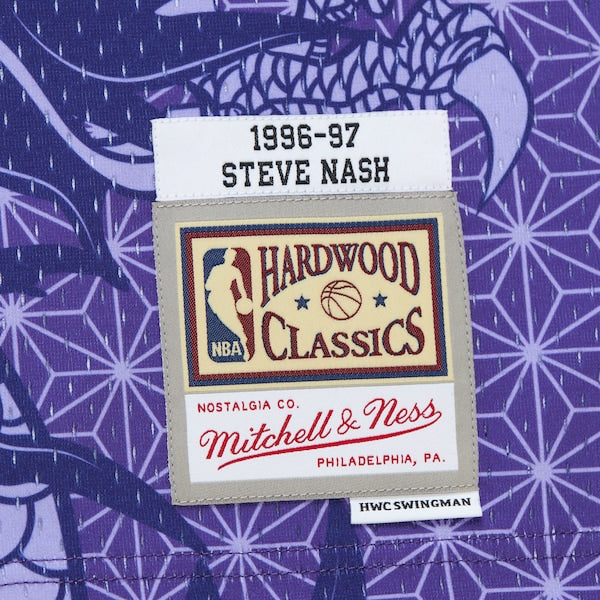 1996-97
STEVE NASH
HARDWOOD
NBA
CLASSICS
NOSTALGIA CO.
Mitchell & Ness
PHILADELPHIA, PA.
HWC SWINGMAN